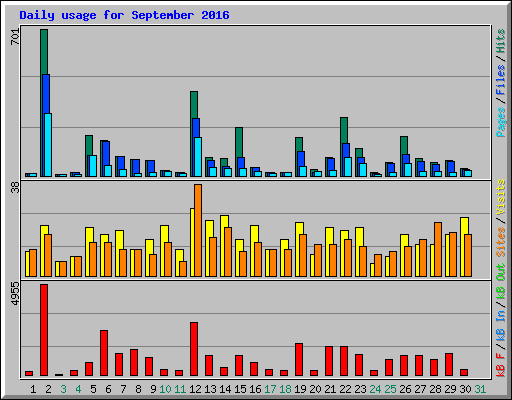 Daily usage for September 2016
701
Pages / Files / Hits
38
Sites / Visits
4955
kB F / kB In / kB Out
1 2 3 4 5 6 7 8 9 10 11 12 13 14 15 16 17 18 19 20 21 22 23 24 25 26 27 28 29 30 31